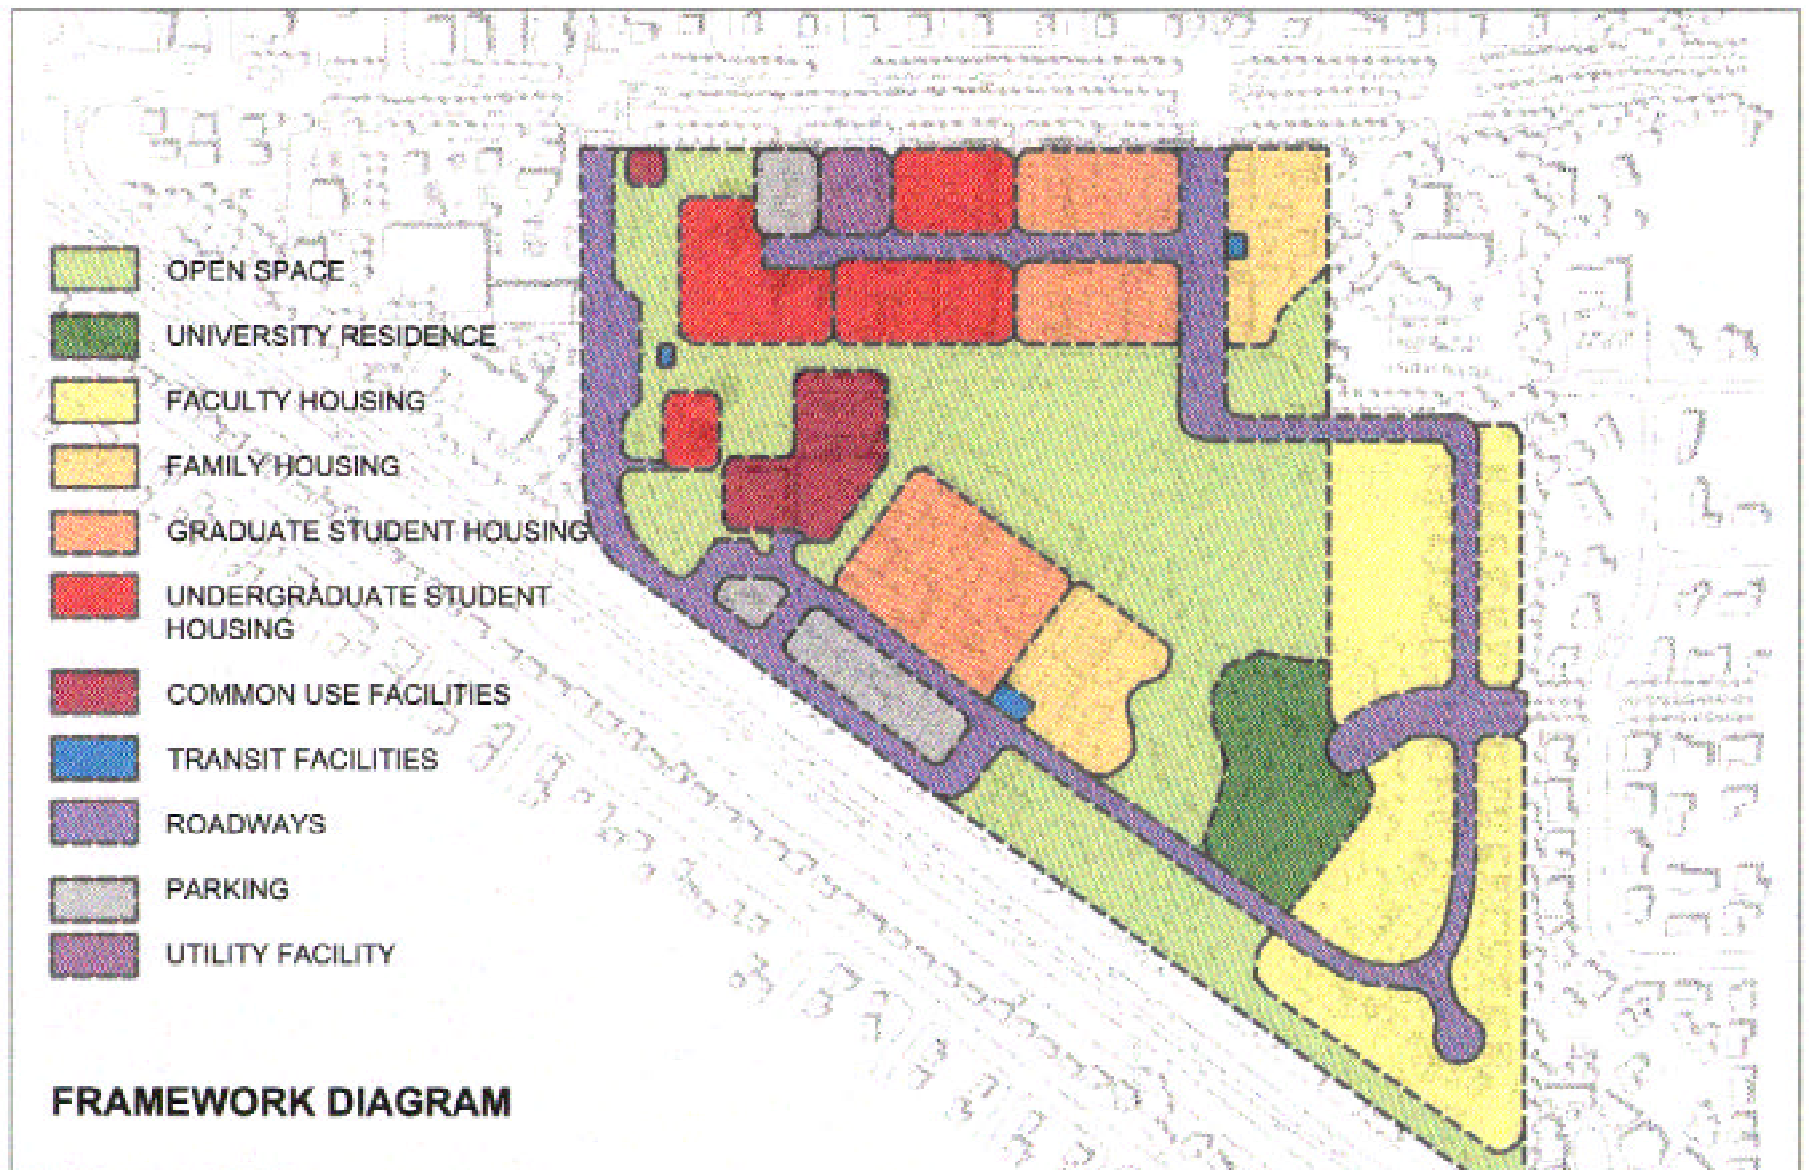 OPEN SPACE
UNIVERSITY RESIDENCE
FACULTY HOUSING
FAMILY HOUSING
GRADUATE STUDENT HOUSING
UNDERGRADUATE STUDENT
HOUSING
COMMON USE FACILITIES
TRANSIT FACILITIES
ROADWAYS
PARKING
UTILITY FACILITY
FRAMEWORK DIAGRAM